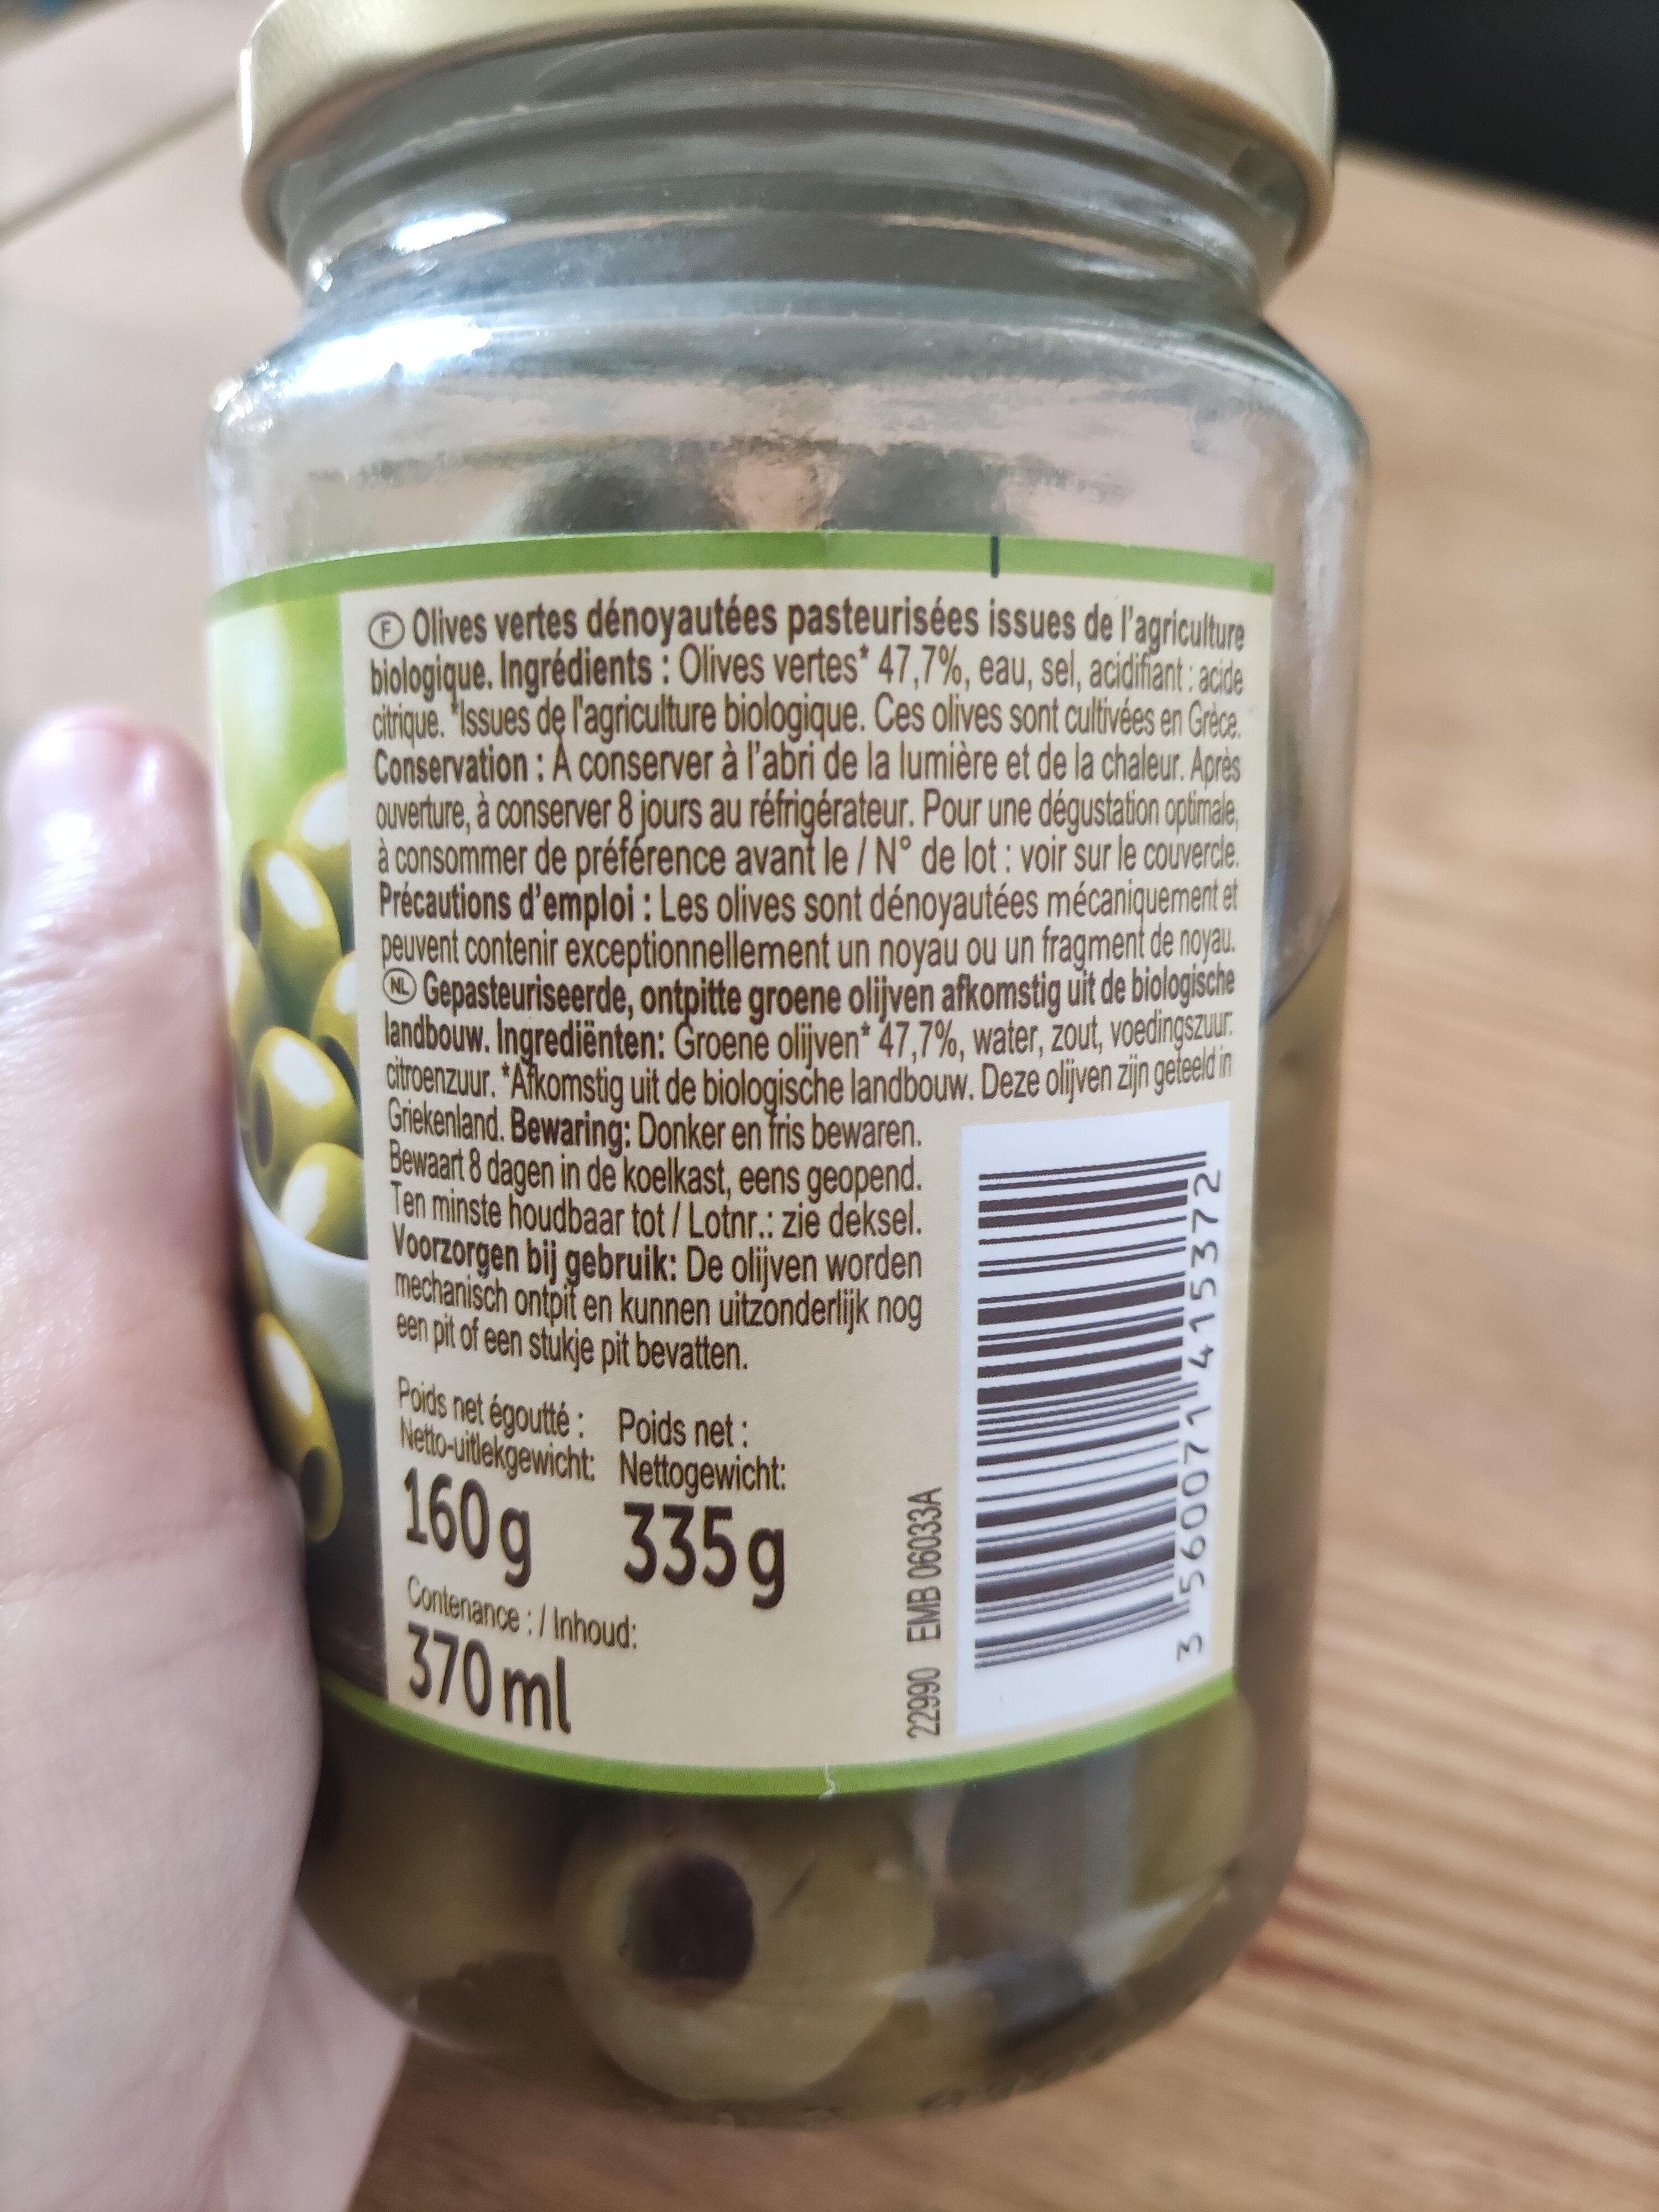 F Olives vertes dénoyautées pasteurisées issues de l'agriculture
biologique. Ingrédients : Olives vertes* 47,7%, eau, sel, acidifiant : acide
citrique. *Issues de l'agriculture biologique. Ces olives sont cultivées en Grèce.
Conservation : À conserver à l'abri de la lumière et de la chaleur. Après
ouverture, à conserver 8 jours au réfrigérateur. Pour une dégustation optimale,
à consommer de préférence avant le / N° de lot : voir sur le couvercle.
Précautions d'emploi : Les olives sont dénoyautées mécaniquement et
peuvent contenir exceptionnellement un noyau ou un fragment de noyau.
NL Gepasteuriseerde, ontpitte groene olijven afkomstig uit de biologische
landbouw. Ingrediënten: Groene olijven* 47,7%, water, zout, voedingszuur:
citroenzuur. *Afkomstig uit de biologische landbouw. Deze olijven zijn geteeld in
Griekenland. Bewaring: Donker en fris bewaren.
Bewaart 8 dagen in de koelkast, eens geopend.
Ten minste houdbaar tot / Lotnr.: zie deksel.
Voorzorgen bij gebruik: De olijven worden
mechanisch ontpit en kunnen uitzonderlijk nog
een pit of een stukje pit bevatten.
Poids net égoutté : Poids net :
Netto-uitlekgewicht: Nettogewicht:
160g 335g
Contenance : / Inhoud:
370 ml
22990 EMB 06033A
3 560071 415372